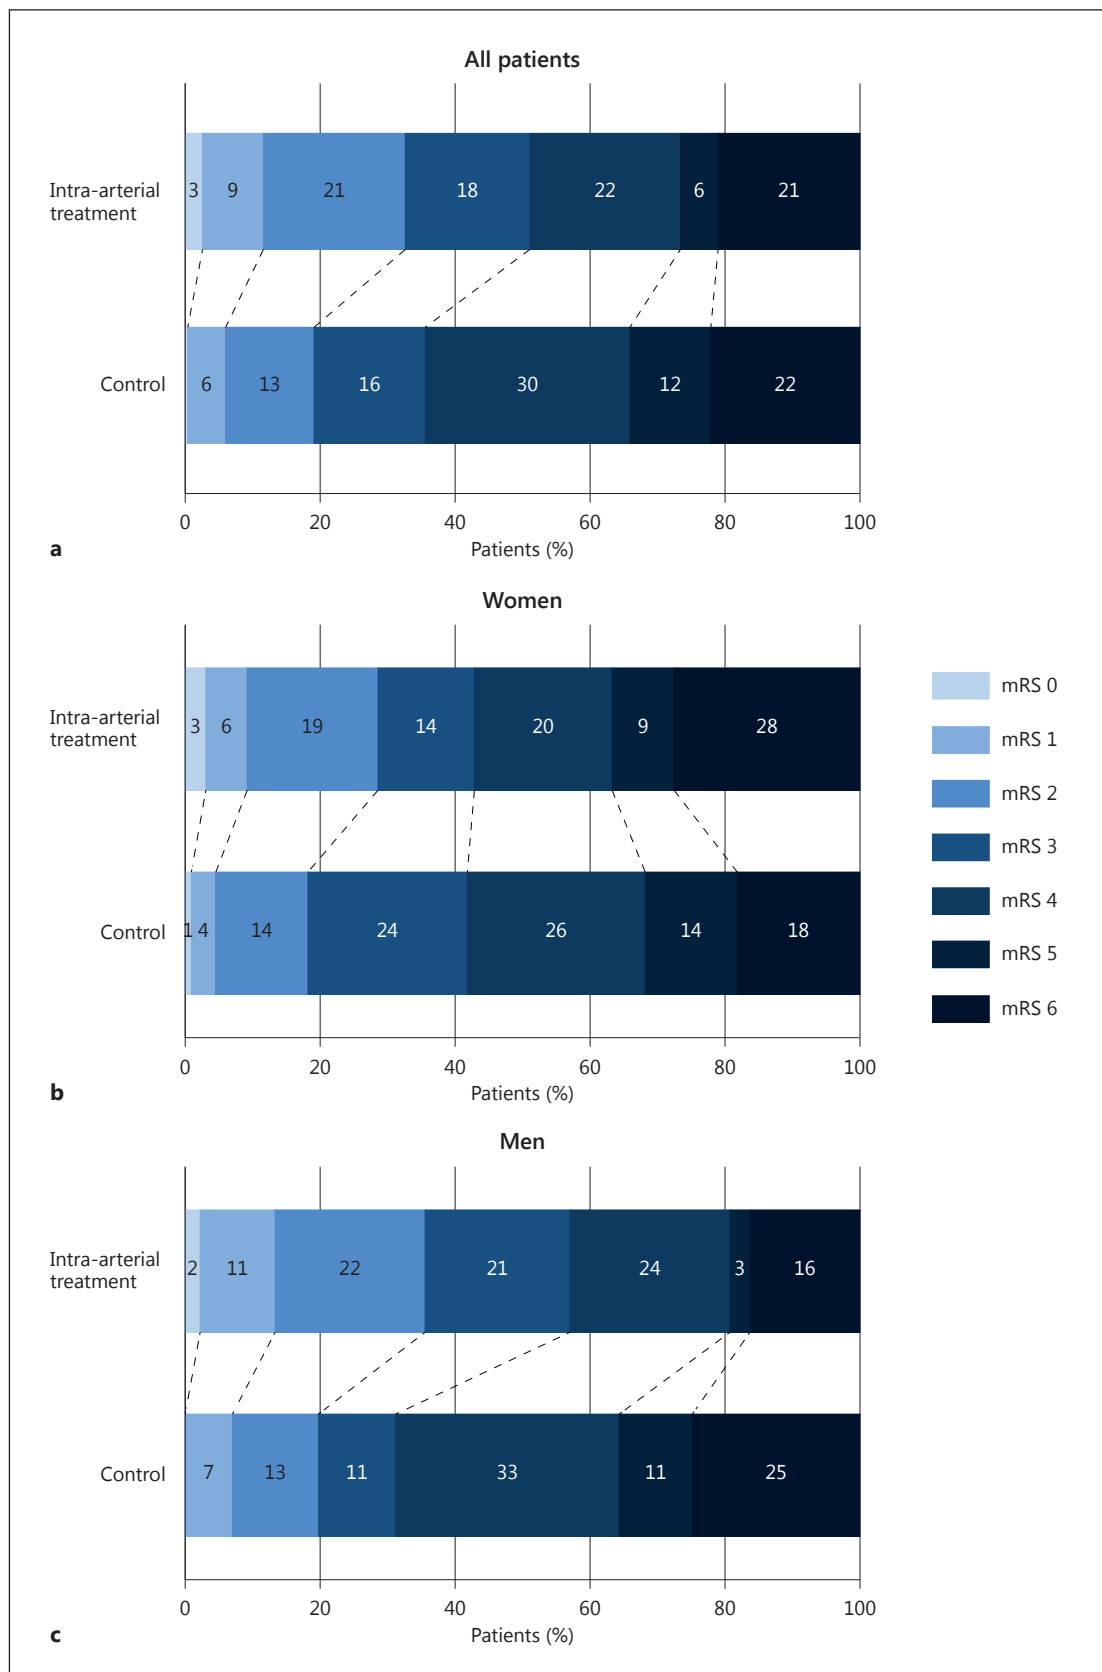 All patients
Intra-arterial
treatment
3 9 21 18 22 6 21
Control
6 13 16 30 12 22
0 20 40 60 80 100
Patients (%)
a
Women
Intra-arterial
treatment
3 6 19 14 20 9 28
Control
1 4 14 24 26 14 18
0 20 40 60 80 100
Patients (%)
b
mRS 0
mRS 1
mRS 2
mRS 3
mRS 4
mRS 5
mRS 6
Men
Intra-arterial
treatment
2 11 22 21 24 3 16
Control
7 13 11 33 11 25
0 20 40 60 80 100
Patients (%)
c